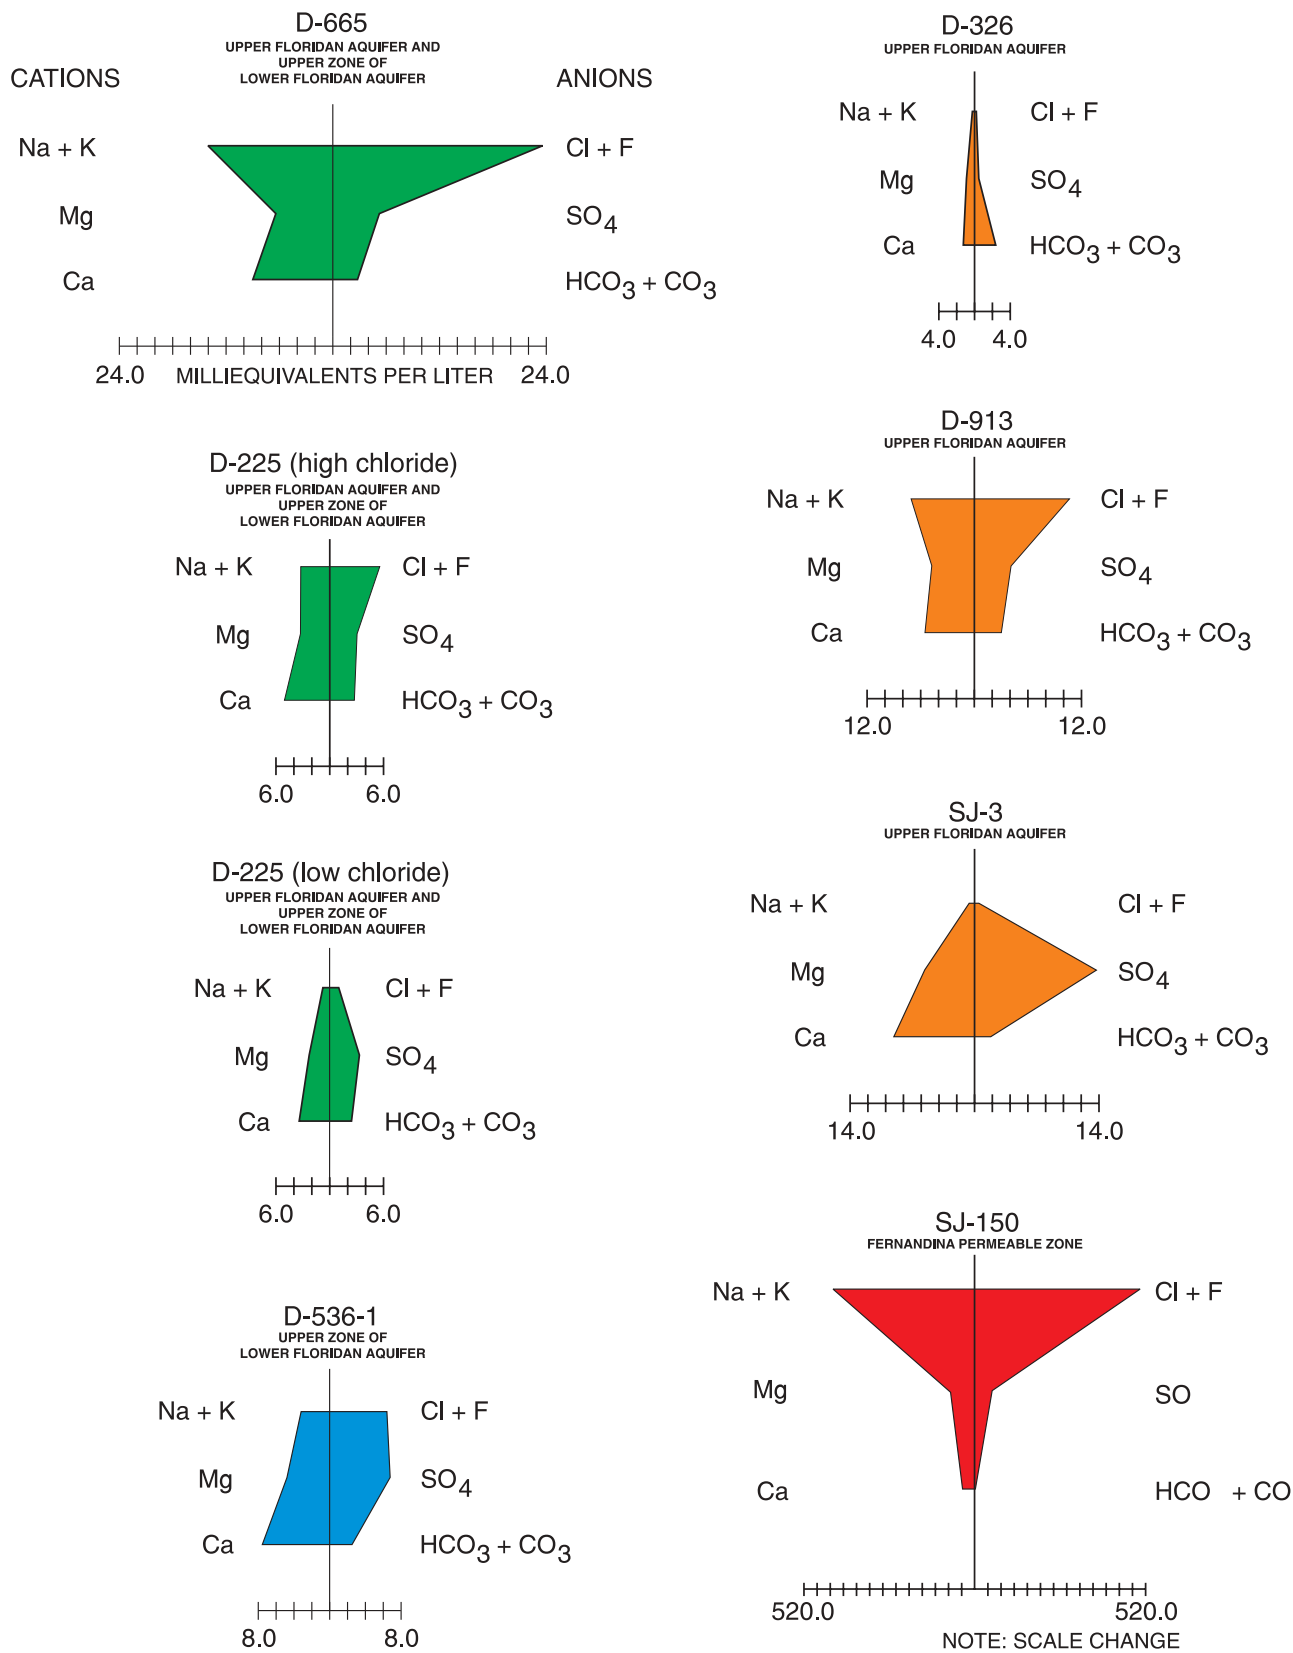 D-665
UPPER FLORIDAN AQUIFER AND
UPPER ZONE OF
LOWER FLORIDAN AQUIFER
CATIONS
ANIONS
Na + K
Cl + F
Mg
SO4
Ca
HCO3 + CO3
24.0
MILLIEQUIVALENTS PER LITER
24.0
D-225 (high chloride)
UPPER FLORIDAN AQUIFER AND
UPPER ZONE OF
LOWER FLORIDAN AQUIFER
Na + K
Cl + F
Mg
SO4
Ca
HCO3 + CO3
6.0
6.0
D-225 (low chloride)
UPPER FLORIDAN AQUIFER AND
UPPER ZONE OF
LOWER FLORIDAN AQUIFER
Na + K
Cl + F
Mg
SO4
Ca
HCO3 + CO3
6.0
6.0
D-536-1
UPPER ZONE OF
LOWER FLORIDAN AQUIFER
Na + K
Cl + F
Mg
SO4
Ca
HCO3 + CO3
8.0
8.0
D-326
UPPER FLORIDAN AQUIFER
Na + K
Cl + F
Mg
SO4
Ca
HCO3 + CO3
4.0
4.0
D-913
UPPER FLORIDAN AQUIFER
Na + K
Cl + F
Mg
SO4
Ca
HCO3 + CO3
12.0
12.0
SJ-3
UPPER FLORIDAN AQUIFER
Na + K
Cl + F
Mg
SO4
Ca
HCO3 + CO3
14.0
14.0
SJ-150
FERNANDINA PERMEABLE ZONE
Na + K
Cl + F
Mg
SO
Ca
HCO + CO
520.0
520.0
NOTE: SCALE CHANGE